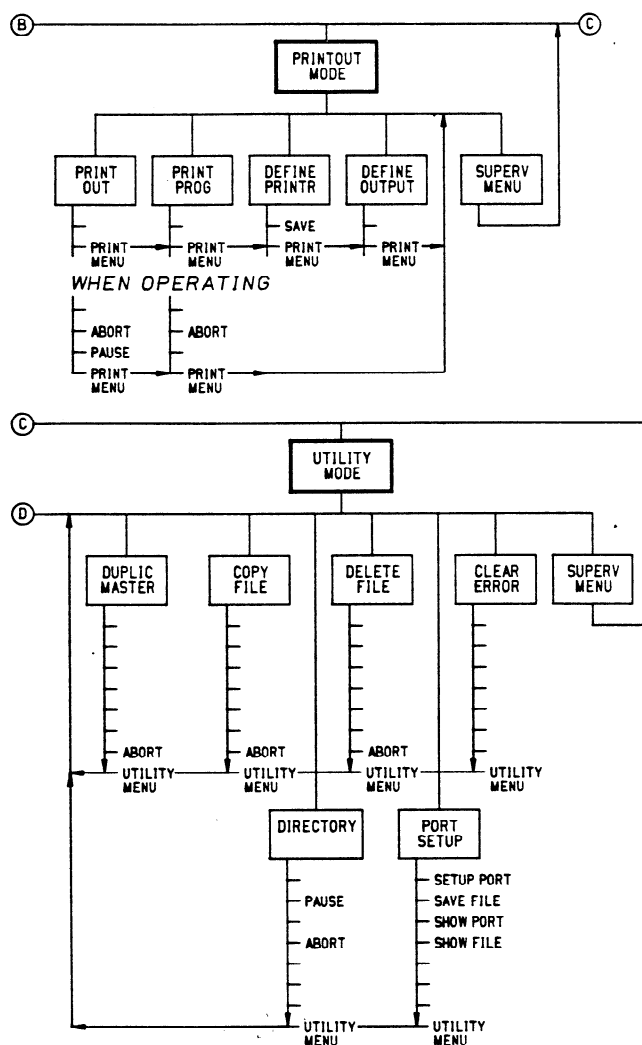 B C
PRINTOUT
MODE
PRINT
OUT
PRINT
PROG
DEFINE
PRINTR
DEFINE
OUTPUT
SUPERV
MENU
SAVE
PRINT
MENU
PRINT
MENU
PRINT
MENU
PRINT
MENU
WHEN OPERATING
ABORT ABORT
PAUSE
PRINT
MENU
PRINT
MENU
C
UTILITY
MODE
D
DUPLIC
MASTER
COPY
FILE
DELETE
FILE
CLEAR
ERROR
SUPERV
MENU
ABORT ABORT ABORT
UTILITY
MENU
UTILITY
MENU
UTILITY
MENU
UTILITY
MENU
DIRECTORY
PORT
SETUP
SETUP PORT
PAUSE SAVE FILE
SHOW PORT
ABORT SHOW FILE
UTILITY
MENU
UTILITY
MENU